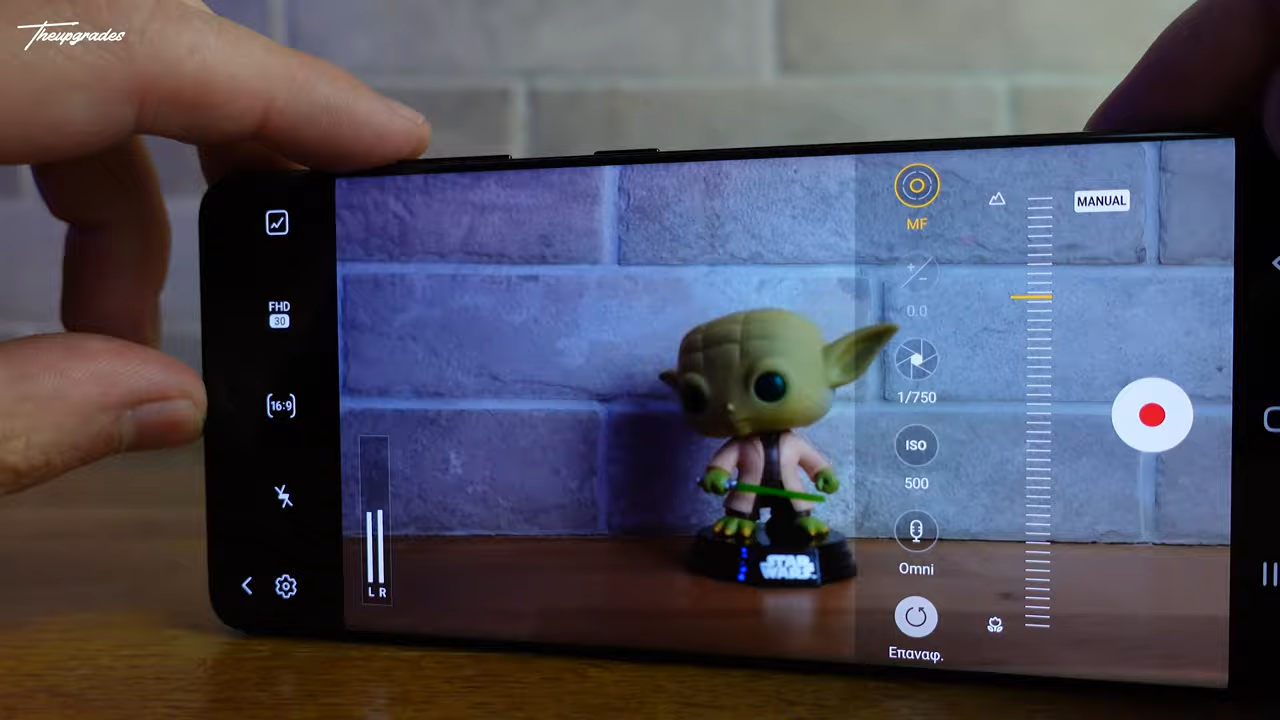 Theupgrades
FHD
30
16:9
L R
STAR
WARS
MF
0.0
1/750
ISO
500
Omni
Επαναφ.
MANUAL